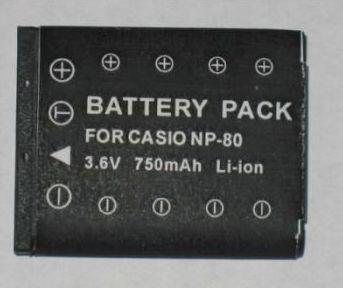 BATTERY PACK
FOR CASIO NP-80
3.6V 750mAh Li-ion